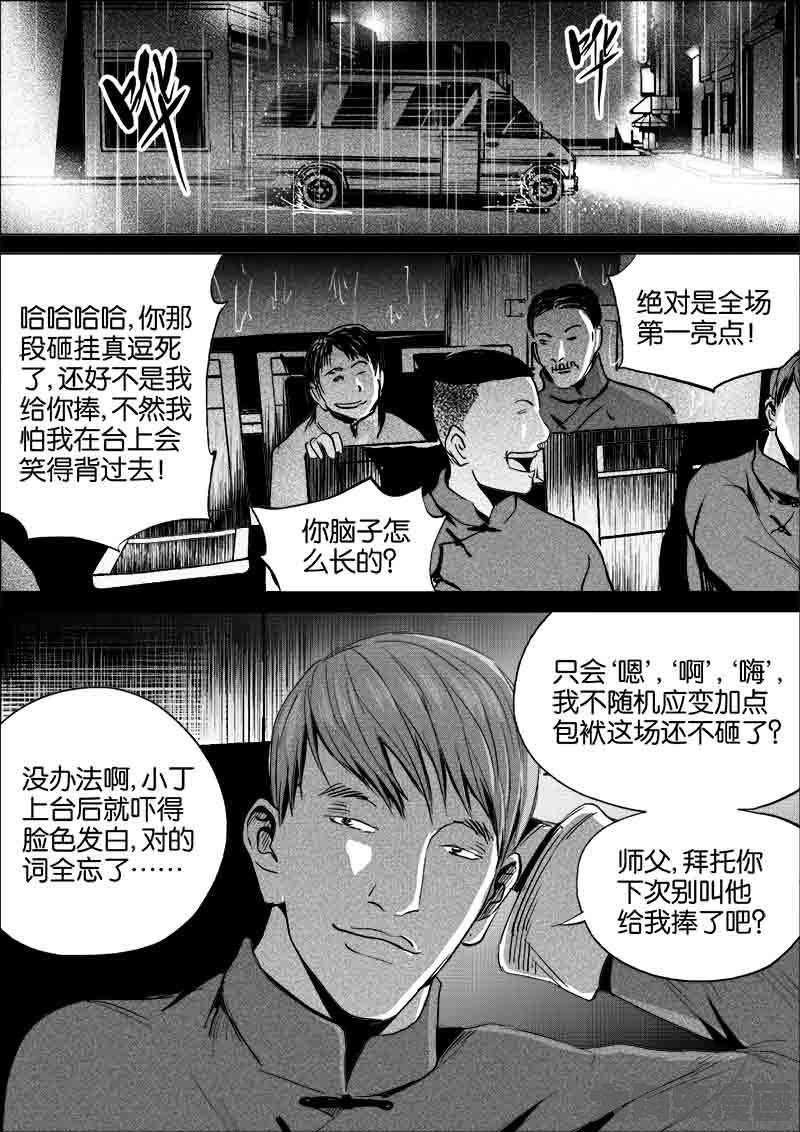 哗
哗
哈哈哈哈，你那
段砸挂真逗死
了，还好不是我
给你捧，不然我
怕我在台上会
笑得背过去！
绝对是全场
第一亮点！
你脑子怎
么长的？
没办法啊，小丁
上台后就吓得
脸色发白，对的
词全忘了……
只会‘嗯’，‘啊’，‘嗨’，
我不随机应变加点
包袱这场还不砸了？
师父，拜托你
下次别叫他
给我捧了吧？